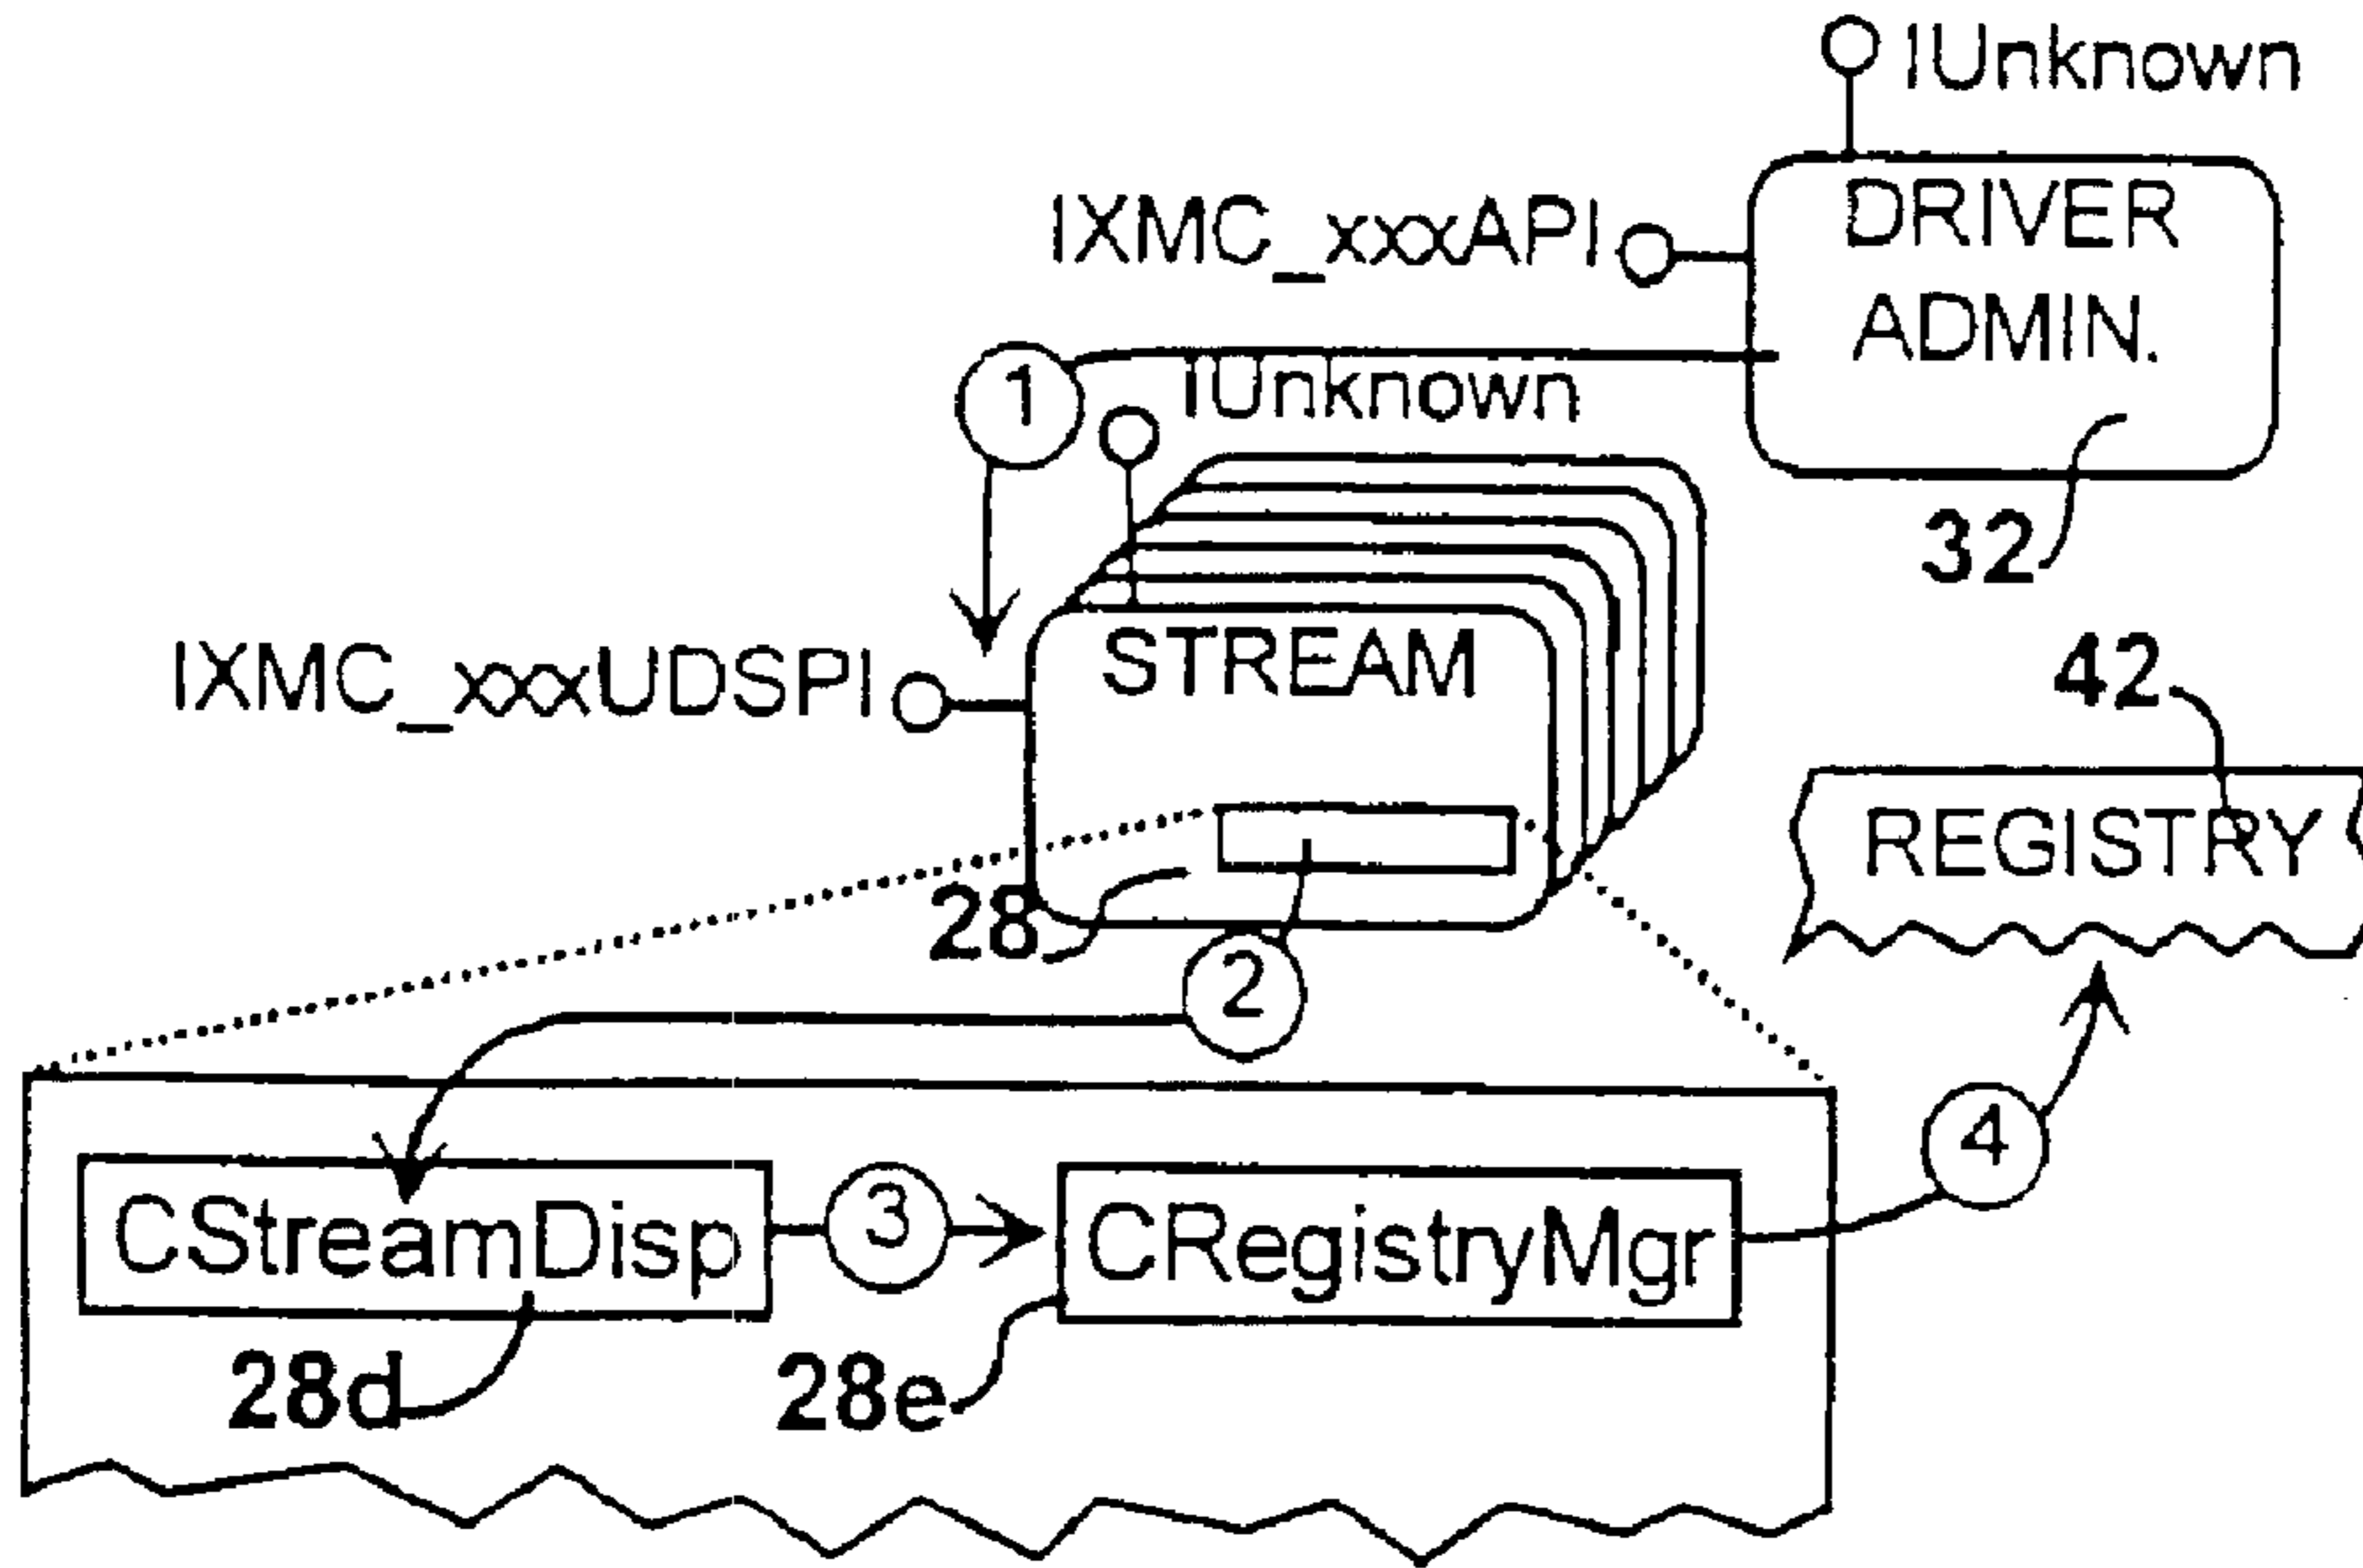 IUnknown
IXMC_xxxAPI
DRIVER
ADMIN.
1
IUnknown
32
IXMC_xxxUDSPI
STREAM
42
REGISTRY
28
2
4
CStreamDisp
3
CRegistryMgr
28d
28e